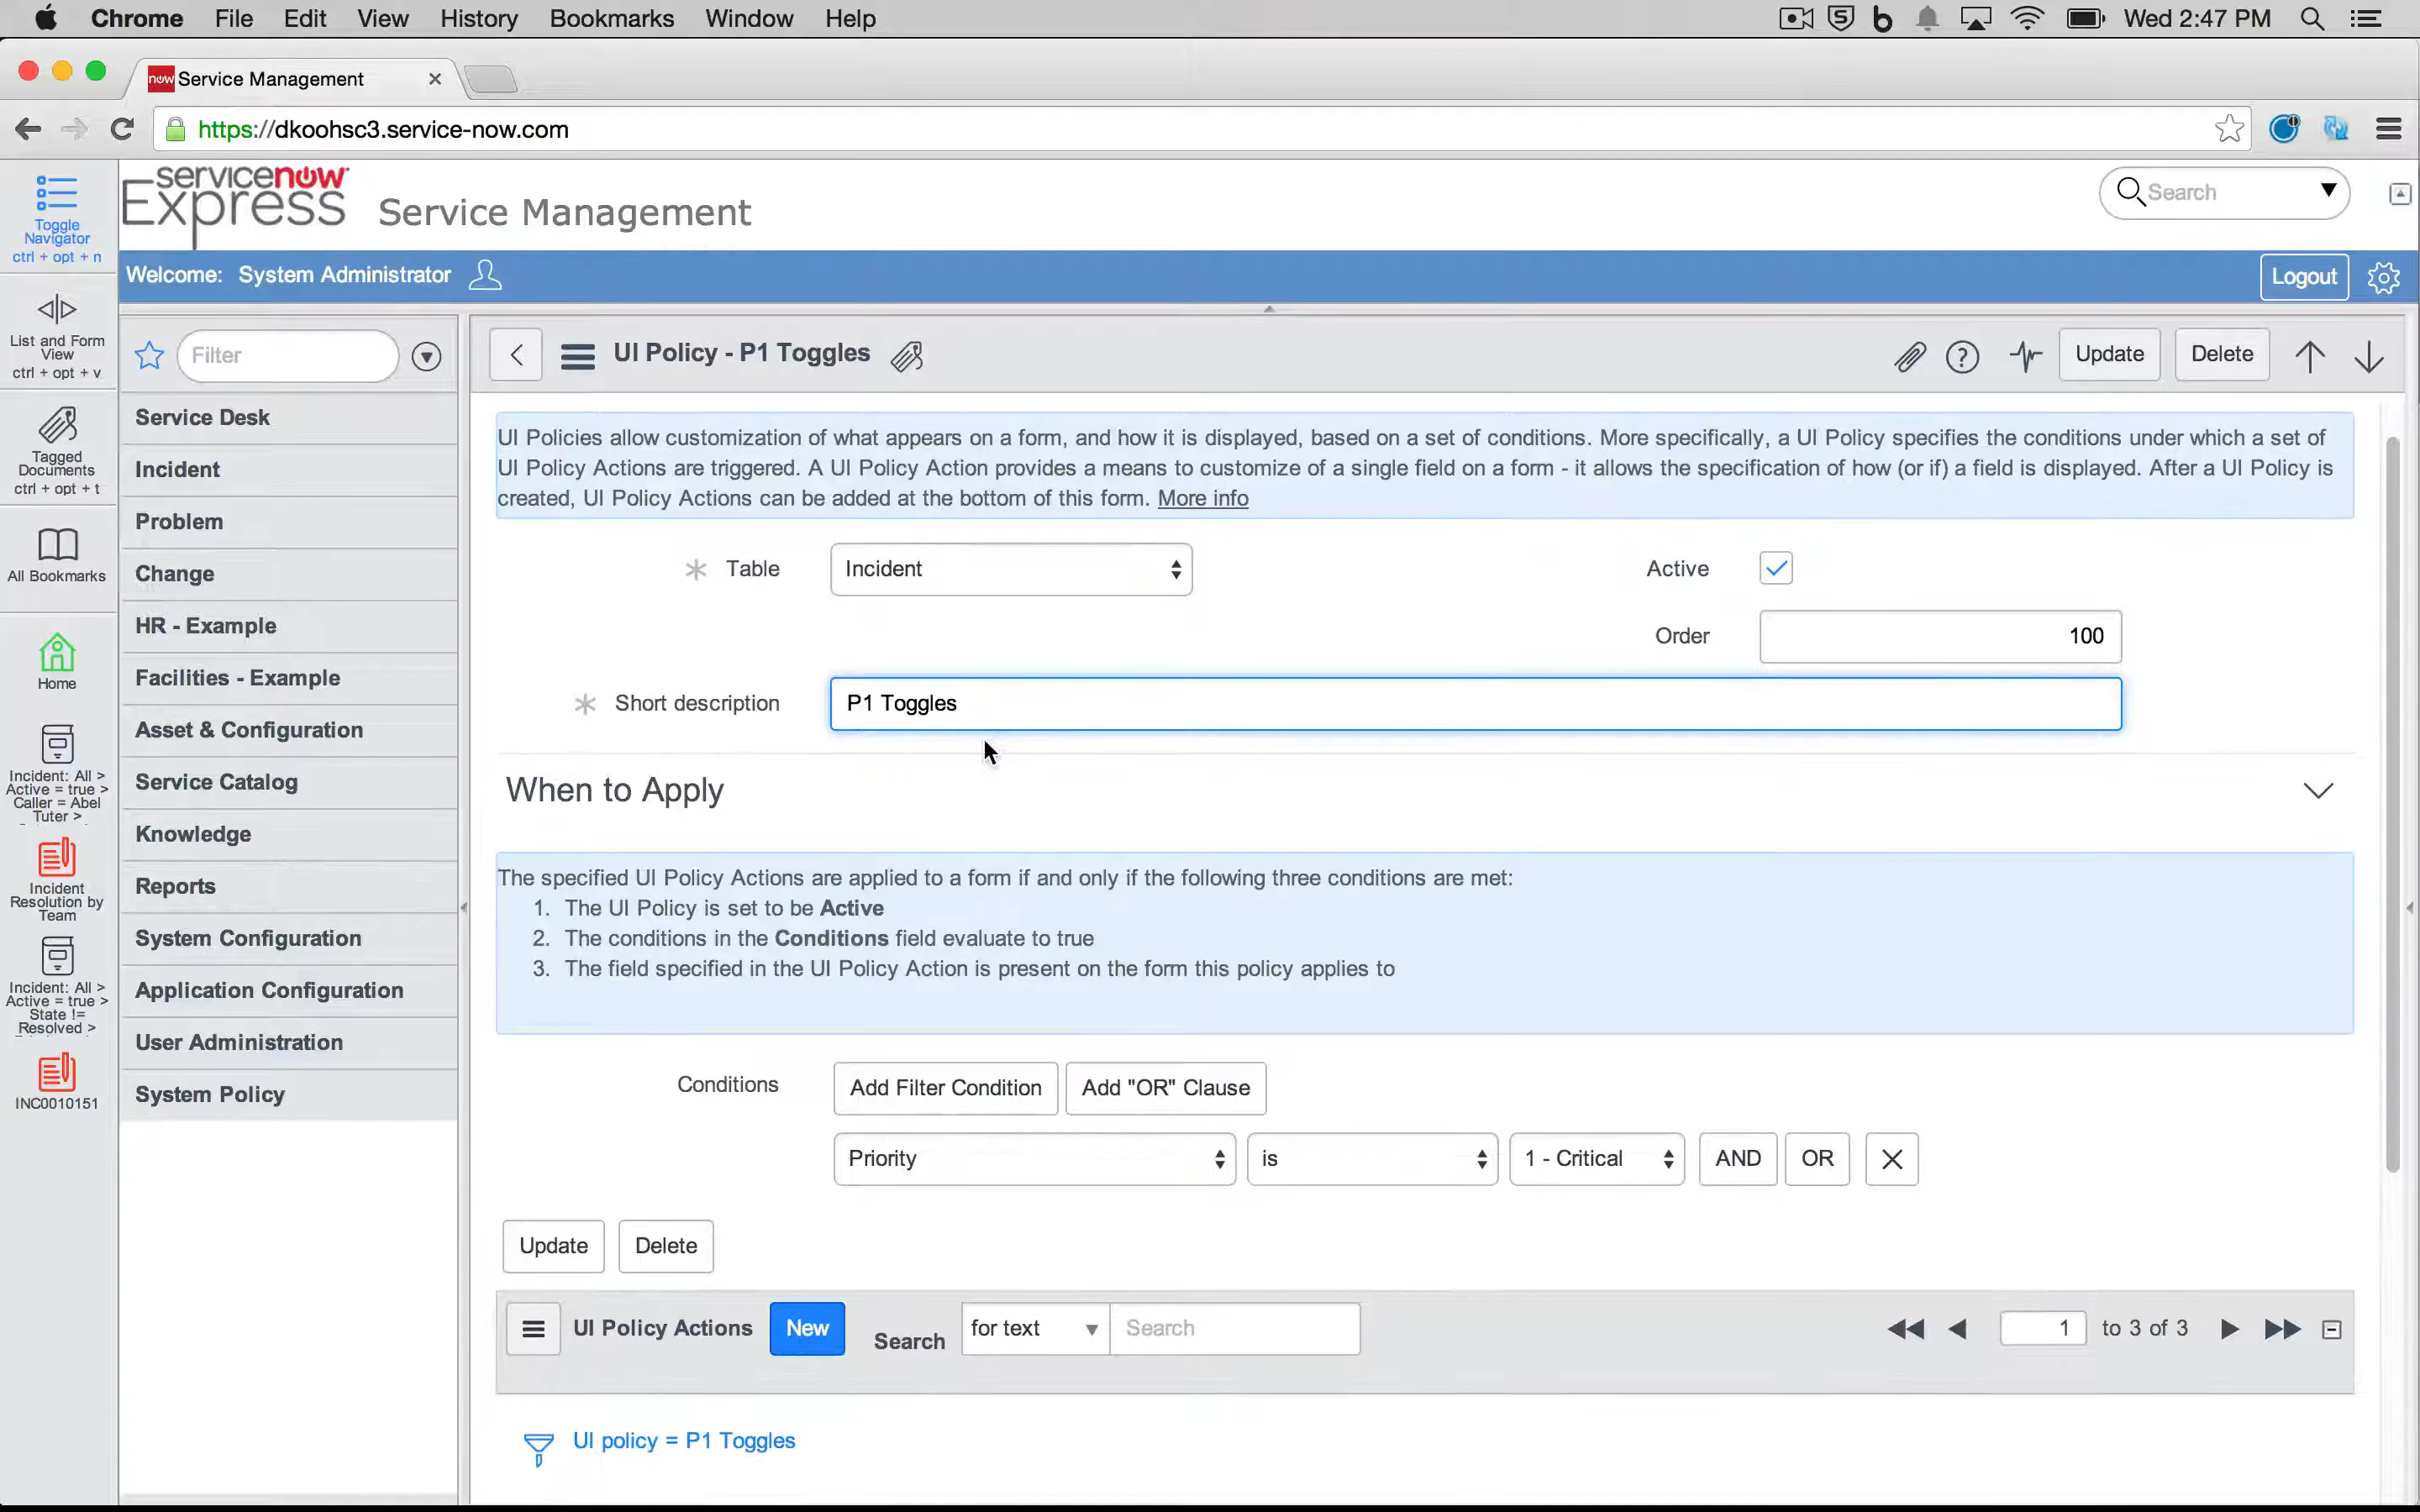 Chrome File Edit View History Bookmarks Window Help Wed 2:47 PM
now Service Management
https://dkoohsc3.service-now.com
Toggle
Navigator
ctrl + opt + n
List and Form
View
ctrl + opt + v
Tagged
Documents
ctrl + opt + t
All Bookmarks
Home
Incident: All >
Active = true >
Caller = Abel
Tuter >
Incident
Resolution by
Team
Incident: All >
Active = true >
State !=
Resolved >
INC0010151
servicenow
Express Service Management
Search
Welcome: System Administrator
Logout
Filter
Service Desk
Incident
Problem
Change
HR - Example
Facilities - Example
Asset & Configuration
Service Catalog
Knowledge
Reports
System Configuration
Application Configuration
User Administration
System Policy
UI Policy - P1 Toggles
Update Delete
UI Policies allow customization of what appears on a form, and how it is displayed, based on a set of conditions. More specifically, a UI Policy specifies the conditions under which a set of
UI Policy Actions are triggered. A UI Policy Action provides a means to customize of a single field on a form - it allows the specification of how (or if) a field is displayed. After a UI Policy is
created, UI Policy Actions can be added at the bottom of this form. More info
Table Incident Active
Order 100
Short description P1 Toggles
When to Apply
The specified UI Policy Actions are applied to a form if and only if the following three conditions are met:
1. The UI Policy is set to be Active
2. The conditions in the Conditions field evaluate to true
3. The field specified in the UI Policy Action is present on the form this policy applies to
Conditions Add Filter Condition Add "OR" Clause
Priority is 1 - Critical AND OR
Update Delete
UI Policy Actions New Search for text Search 1 to 3 of 3
UI policy = P1 Toggles